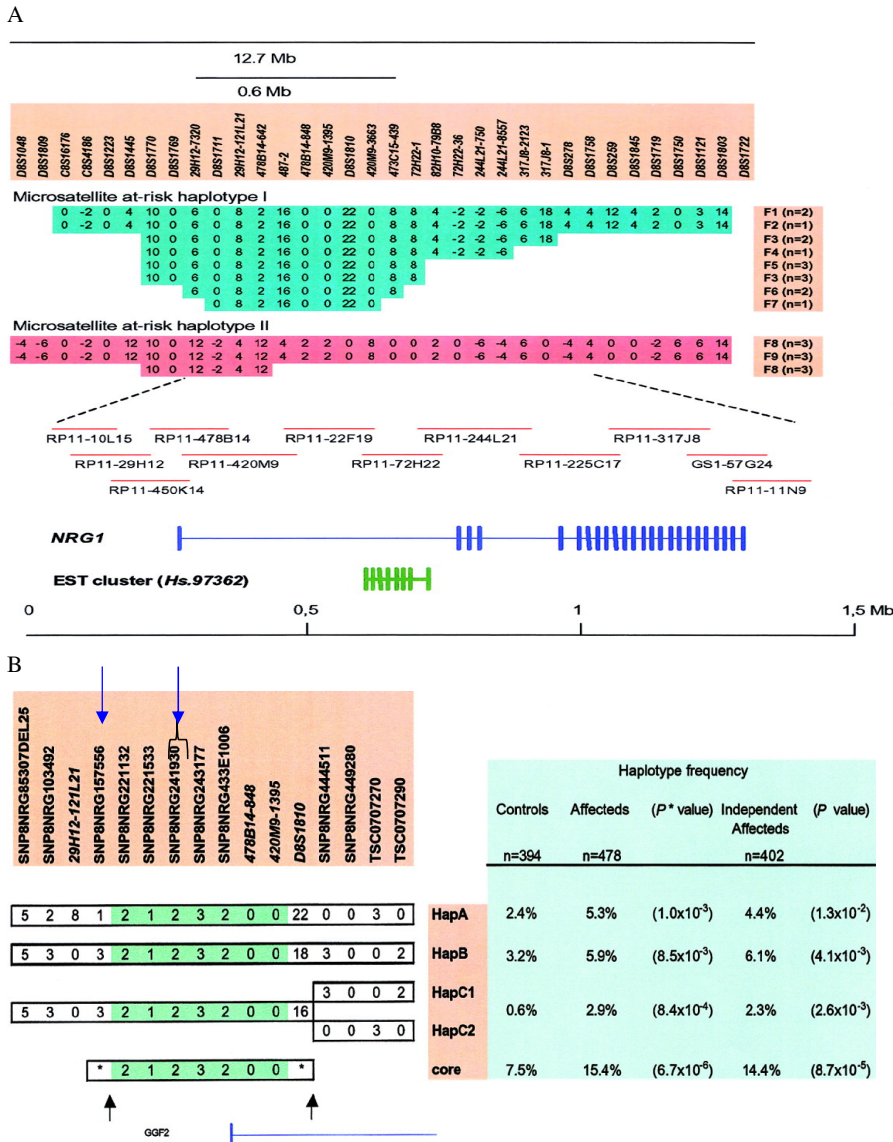 A
12.7 Mb
0.6 Mb
D8S1048
D8S1809
C8S16176
C8S4186
D8S1223
D8S1445
D8S1770
D8S1769
29H12-7320
D8S1711
29H12-121L21
478B14-642
487-2
478B14-848
420M9-1395
D8S1810
420M9-3663
473C15-439
72H22-1
82H10-79B8
72H22-36
244L21-750
244L21-8557
317J8-2123
317J8-1
D8S278
D8S1758
D8S259
D8S1845
D8S1719
D8S1750
D8S1121
D8S1803
D8S1722
Microsatellite at-risk haplotype I
0 -2 0 4 10 0 6 0 8 2 16 0 0 22 0 8 8 4 -2 -2 -6 6 18 4 4 12 4 2 0 3 14 F1 (n=2)
0 -2 0 4 10 0 6 0 8 2 16 0 0 22 0 8 8 4 -2 -2 -6 6 18 4 4 12 4 2 0 3 14 F2 (n=1)
10 0 6 0 8 2 16 0 0 22 0 8 8 4 -2 -2 -6 6 18 F3 (n=2)
10 0 6 0 8 2 16 0 0 22 0 8 8 4 -2 -2 -6 F4 (n=1)
10 0 6 0 8 2 16 0 0 22 0 8 8 F5 (n=3)
10 0 6 0 8 2 16 0 0 22 0 8 8 F3 (n=3)
6 0 8 2 16 0 0 22 0 8 F6 (n=2)
0 8 2 16 0 0 22 0 F7 (n=1)
Microsatellite at-risk haplotype II
-4 -6 0 -2 0 12 10 0 12 -2 4 12 4 2 2 0 8 0 0 2 0 -6 -4 -6 0 -4 4 0 0 -2 6 6 14 F8 (n=3)
-4 -6 0 -2 0 12 10 0 12 -2 4 12 4 2 2 0 8 0 0 2 0 -6 -4 -6 0 -4 4 0 0 -2 6 6 14 F9 (n=3)
10 0 12 -2 4 12 F8 (n=3)
RP11-10L15 RP11-478B14 RP11-22F19 RP11-244L21 RP11-317J8
RP11-29H12 RP11-420M9 RP11-72H22 RP11-225C17 GS1-57G24
RP11-450K14 RP11-11N9
NRG1
EST cluster (Hs.97362)
0 0,5 1 1,5 Mb
B
SNP8NRG85307DEL25
SNP8NRG103492
29H12-121L21
SNP8NRG157556
SNP8NRG221132
SNP8NRG221533
SNP8NRG241930
SNP8NRG243177
SNP8NRG433E1006
478B14-848
420M9-1395
D8S1810
SNP8NRG444511
SNP8NRG449280
TSC0707270
TSC0707290
Haplotype frequency
Controls Affecteds (P* value) Independent Affecteds (P value)
n=394 n=478 n=402
5 2 8 1 2 1 2 3 2 0 0 22 0 0 3 0 HapA 2.4% 5.3% (1.0x10-3) 4.4% (1.3x10-2)
5 3 0 3 2 1 2 3 2 0 0 18 3 0 0 2 HapB 3.2% 5.9% (8.5x10-3) 6.1% (4.1x10-3)
3 0 0 2 HapC1
5 3 0 3 2 1 2 3 2 0 0 16 0.6% 2.9% (8.4x10-4) 2.3% (2.6x10-3)
0 0 3 0 HapC2
* 2 1 2 3 2 0 0 * core 7.5% 15.4% (6.7x10-6) 14.4% (8.7x10-5)
GGF2